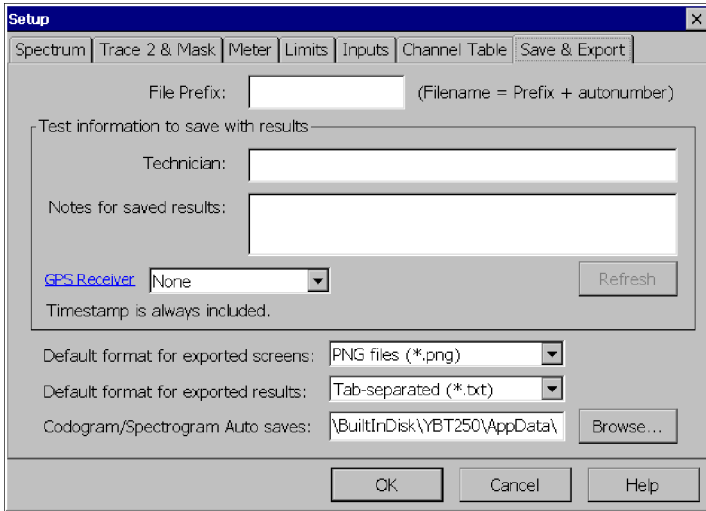 Setup
Spectrum Trace 2 & Mask Meter Limits Inputs Channel Table Save & Export
File Prefix: (Filename = Prefix + autonumber)
Test information to save with results
Technician:
Notes for saved results:
GPS Receiver None Refresh
Timestamp is always included.
Default format for exported screens: PNG files (*.png)
Default format for exported results: Tab-separated (*.txt)
Codogram/Spectrogram Auto saves: \BuiltInDisk\YBT250\AppData\ Browse...
OK Cancel Help